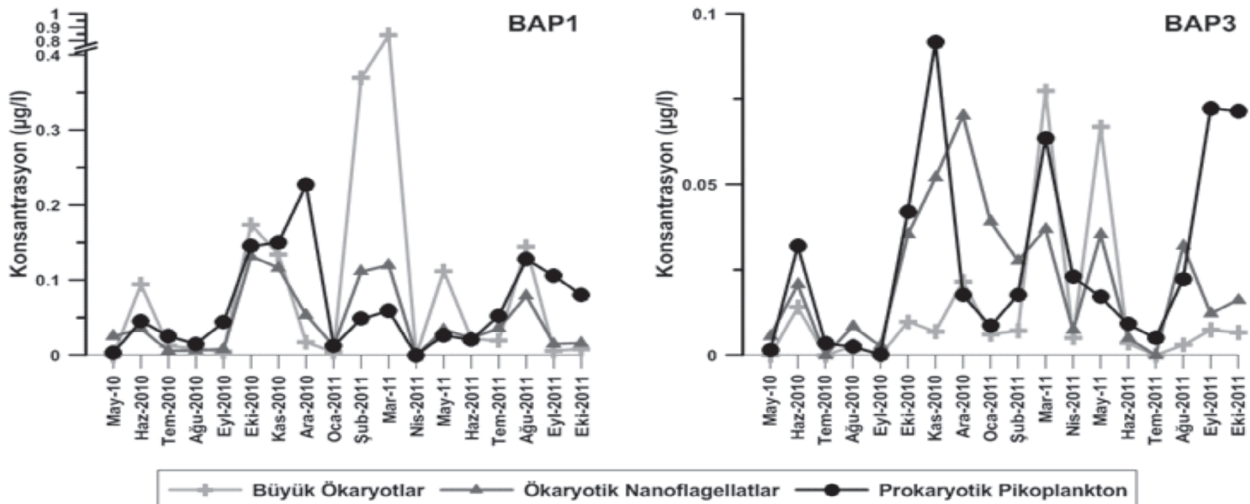 BAP1
Konsantrasyon (µg/l)
1
0.9
0.8
0.4
0.3
0.2
0.1
0
May-10
Haz-2010
Tem-2010
Ağu-2010
Eyl-2010
Eki-2010
Kas-2010
Ara-2010
Oca-2011
Şub-2011
Mar-11
Nis-2011
May-11
Haz-2011
Tem-2011
Ağu-2011
Eyl-2011
Eki-2011
BAP3
Konsantrasyon (µg/l)
0.1
0.05
0
May-10
Haz-2010
Tem-2010
Ağu-2010
Eyl-2010
Eki-2010
Kas-2010
Ara-2010
Oca-2011
Şub-2011
Mar-11
Nis-2011
May-11
Haz-2011
Tem-2011
Ağu-2011
Eyl-2011
Eki-2011
Büyük Ökaryotlar Ökaryotik Nanoflagellatlar Prokaryotik Pikoplankton